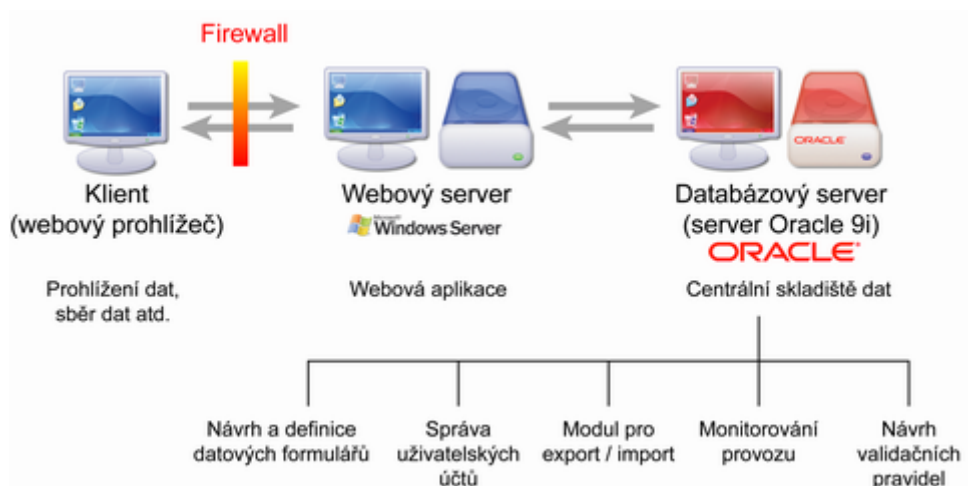 Firewall
ORACLE
Klient
(webový prohlížeč)
Webový server
Microsoft
Windows Server
Databázový server
(server Oracle 9i)
ORACLE
Prohlížení dat,
sběr dat atd.
Webová aplikace
Centrální skladiště dat
Návrh a definice
datových formulářů
Správa
uživatelských
účtů
Modul pro
export / import
Monitorování
provozu
Návrh
validačních
pravidel